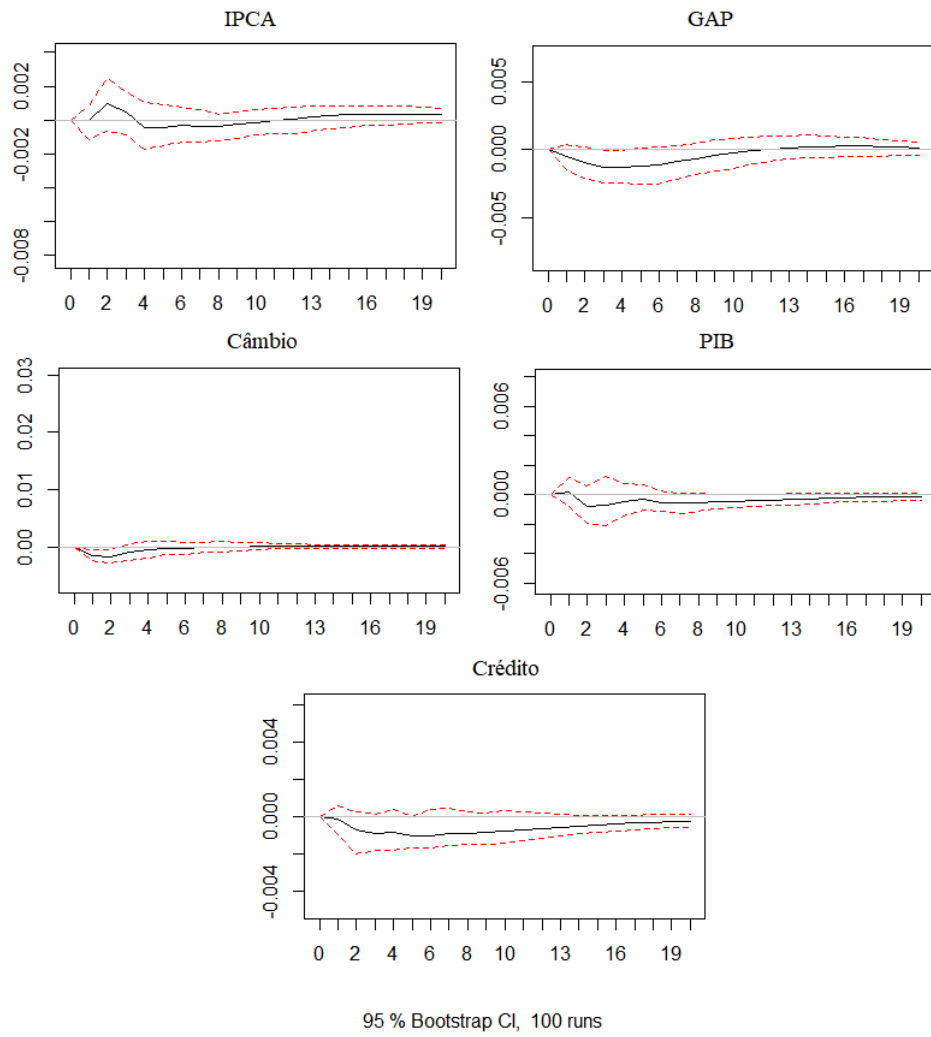 IPCA
GAP
0.002
-0.002
-0.008
0 2 4 6 8 10 13 16 19
0.005
0.000
-0.005
0 2 4 6 8 10 13 16 19
Câmbio
PIB
0.03
0.02
0.01
0.00
0 2 4 6 8 10 13 16 19
0.006
0.000
-0.006
0 2 4 6 8 10 13 16 19
Crédito
0.004
0.000
-0.004
0 2 4 6 8 10 13 16 19
95 % Bootstrap CI, 100 runs